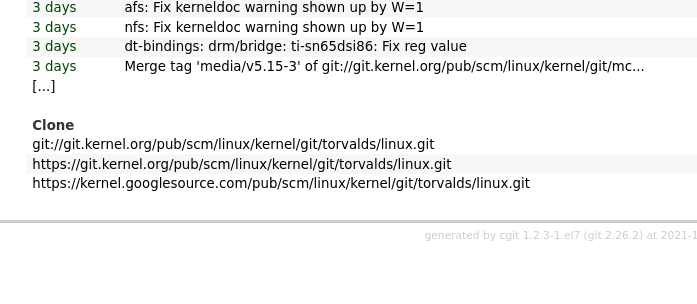 3 days afs: Fix kerneldoc warning shown up by W=1
3 days nfs: Fix kerneldoc warning shown up by W=1
3 days dt-bindings: drm/bridge: ti-sn65dsi86: Fix reg value
3 days Merge tag 'media/v5.15-3' of git://git.kernel.org/pub/scm/linux/kernel/git/mc...
[...]
Clone
git://git.kernel.org/pub/scm/linux/kernel/git/torvalds/linux.git
https://git.kernel.org/pub/scm/linux/kernel/git/torvalds/linux.git
https://kernel.googlesource.com/pub/scm/linux/kernel/git/torvalds/linux.git
generated by cgit 1.2.3-1.el7 (git 2.26.2) at 2021-1